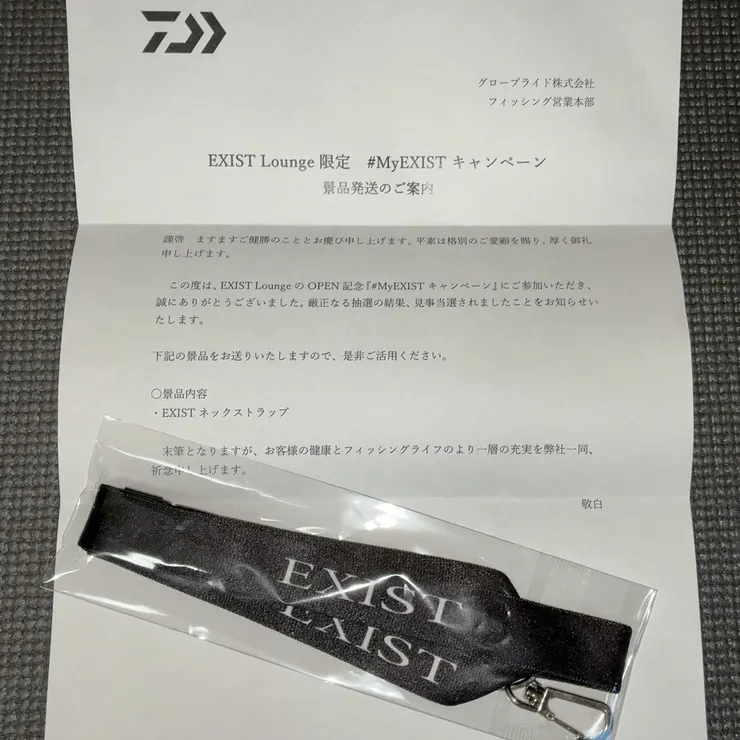 グローブライド株式会社
フィッシング営業本部
EXIST Lounge 限定　#MyEXIST キャンペーン
景品発送のご案内
謹啓　ますますご健勝のこととお慶び申し上げます。平素は格別のご愛顧を賜り、厚く御礼
申し上げます。
この度は、EXIST Lounge の OPEN 記念『#MyEXIST キャンペーン』にご参加いただき、
誠にありがとうございました。厳正なる抽選の結果、見事当選されましたことをお知らせい
たします。
下記の景品をお送りいたしますので、是非ご活用ください。
〇景品内容
・EXIST ネックストラップ
末筆となりますが、お客様の健康とフィッシングライフのより一層の充実を弊社一同、
祈念申し上げます。
敬白
EXIST
EXIST